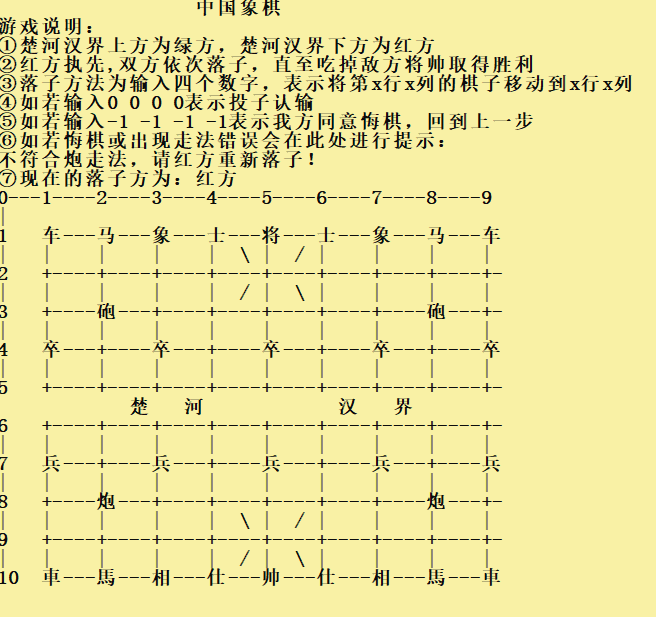 中国象棋
游戏说明：
①楚河汉界上方为绿方，楚河汉界下方为红方
②红方执先,双方依次落子，直至吃掉敌方将帅取得胜利
③落子方法为输入四个数字，表示将第x行x列的棋子移动到x行x列
④如若输入0 0 0 0表示投子认输
⑤如若输入-1 -1 -1 -1表示我方同意悔棋，回到上一步
⑥如若悔棋或出现走法错误会在此处进行提示：
不符合炮走法，请红方重新落子！
⑦现在的落子方为：红方
0---1----2----3----4----5----6----7----8----9
|
1   车---马---象---士---将---士---象---马---车
|   |    |    |    |  \ | /  |    |    |    |
2   +----+----+----+----+----+----+----+----+-
|   |    |    |    |  / | \  |    |    |    |
3   +----砲---+----+----+----+----+----砲---+-
|   |    |    |    |    |    |    |    |    |
4   卒---+----卒---+----卒---+----卒---+----卒
|   |    |    |    |    |    |    |    |    |
5   +----+----+----+----+----+----+----+----+-
楚 河 汉 界
6   +----+----+----+----+----+----+----+----+-
|   |    |    |    |    |    |    |    |    |
7   兵---+----兵---+----兵---+----兵---+----兵
|   |    |    |    |    |    |    |    |    |
8   +----炮---+----+----+----+----+----炮---+-
|   |    |    |    |  \ | /  |    |    |    |
9   +----+----+----+----+----+----+----+----+-
|   |    |    |    |  / | \  |    |    |    |
10  車---馬---相---仕---帅---仕---相---馬---車